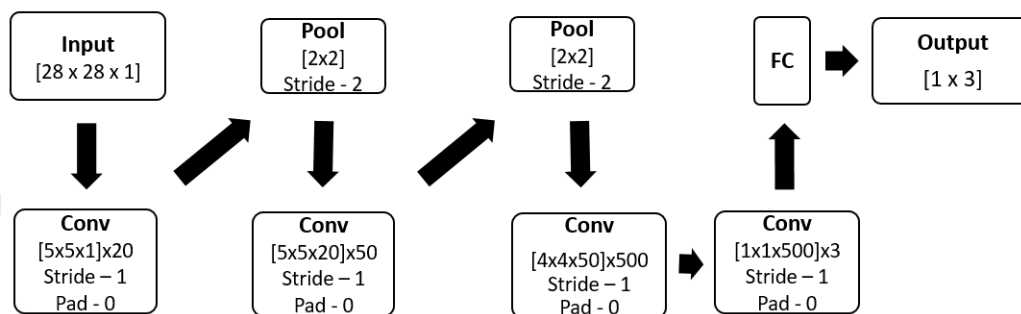 Input
[28 x 28 x 1]
Conv
[5x5x1]x20
Stride – 1
Pad - 0
Pool
[2x2]
Stride - 2
Conv
[5x5x20]x50
Stride – 1
Pad - 0
Pool
[2x2]
Stride - 2
Conv
[4x4x50]x500
Stride – 1
Pad - 0
Conv
[1x1x500]x3
Stride – 1
Pad - 0
FC
Output
[1 x 3]